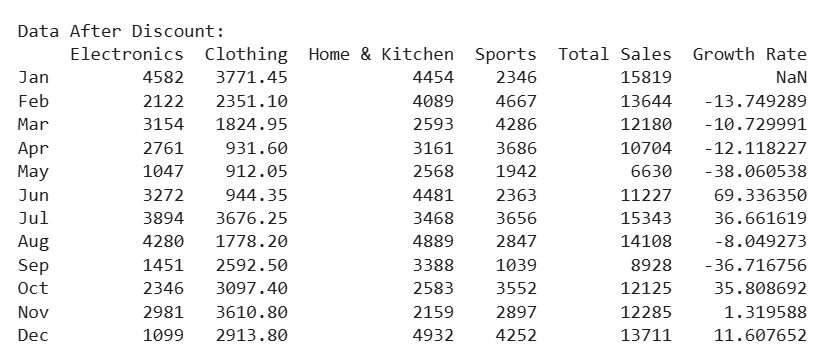 Data After Discount:
Electronics Clothing Home & Kitchen Sports Total Sales Growth Rate
Jan 4582 3771.45 4454 2346 15819 NaN
Feb 2122 2351.10 4089 4667 13644 -13.749289
Mar 3154 1824.95 2593 4286 12180 -10.729991
Apr 2761 931.60 3161 3686 10704 -12.118227
May 1047 912.05 2568 1942 6630 -38.060538
Jun 3272 944.35 4481 2363 11227 69.336350
Jul 3894 3676.25 3468 3656 15343 36.661619
Aug 4280 1778.20 4889 2847 14108 -8.049273
Sep 1451 2592.50 3388 1039 8928 -36.716756
Oct 2346 3097.40 2583 3552 12125 35.808692
Nov 2981 3610.80 2159 2897 12285 1.319588
Dec 1099 2913.80 4932 4252 13711 11.607652